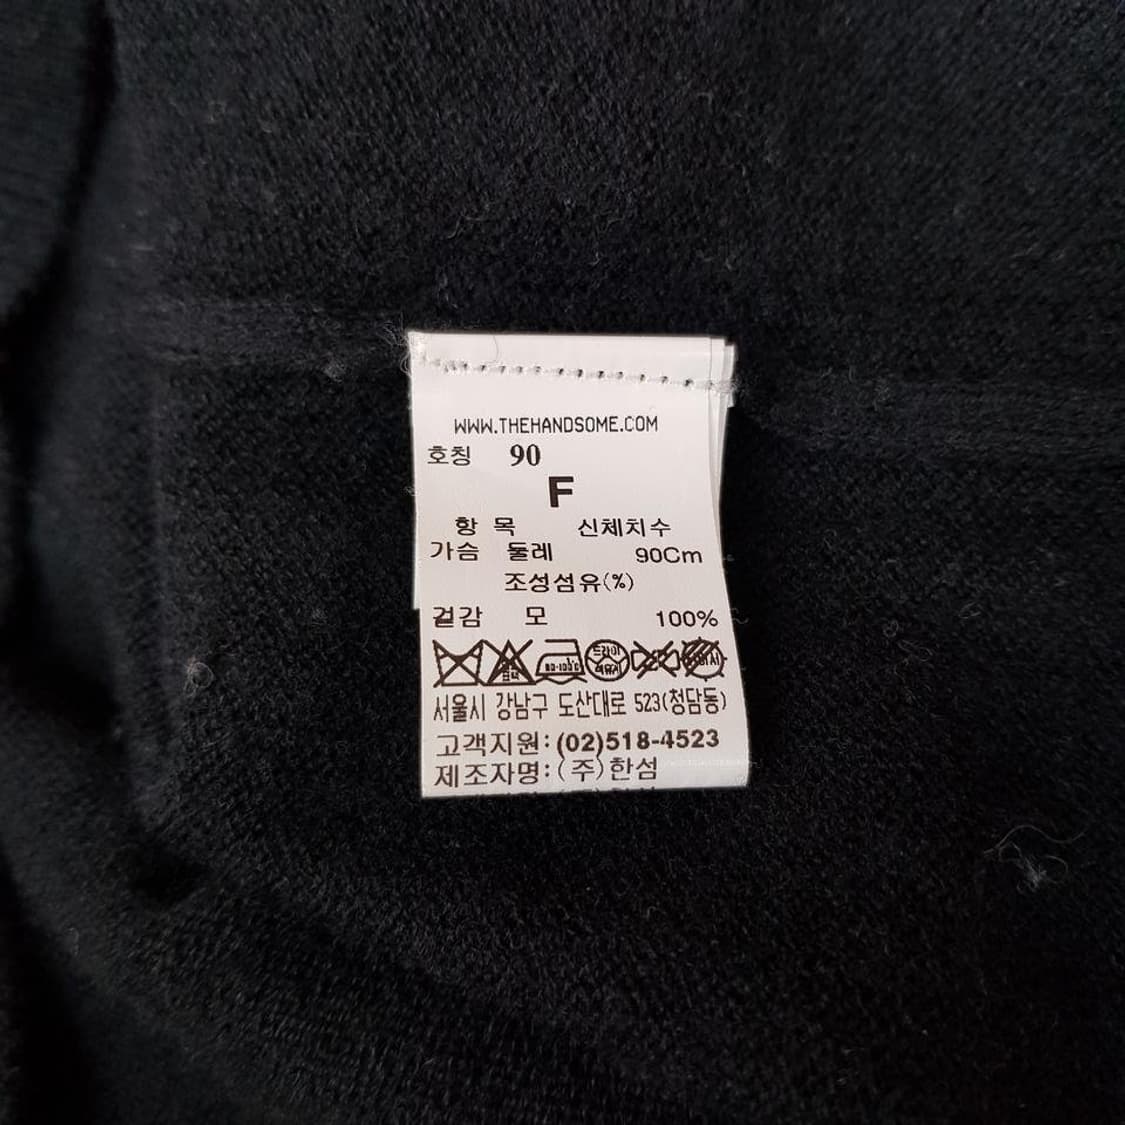 WWW.THEHANDSOME.COM
호칭 90
F
항 목 신체치수
가슴 둘레 90Cm
조성섬유(%)
겉감 모 100%
서울시 강남구 도산대로 523(청담동)
고객지원:(02)518-4523
제조자명:(주)한섬